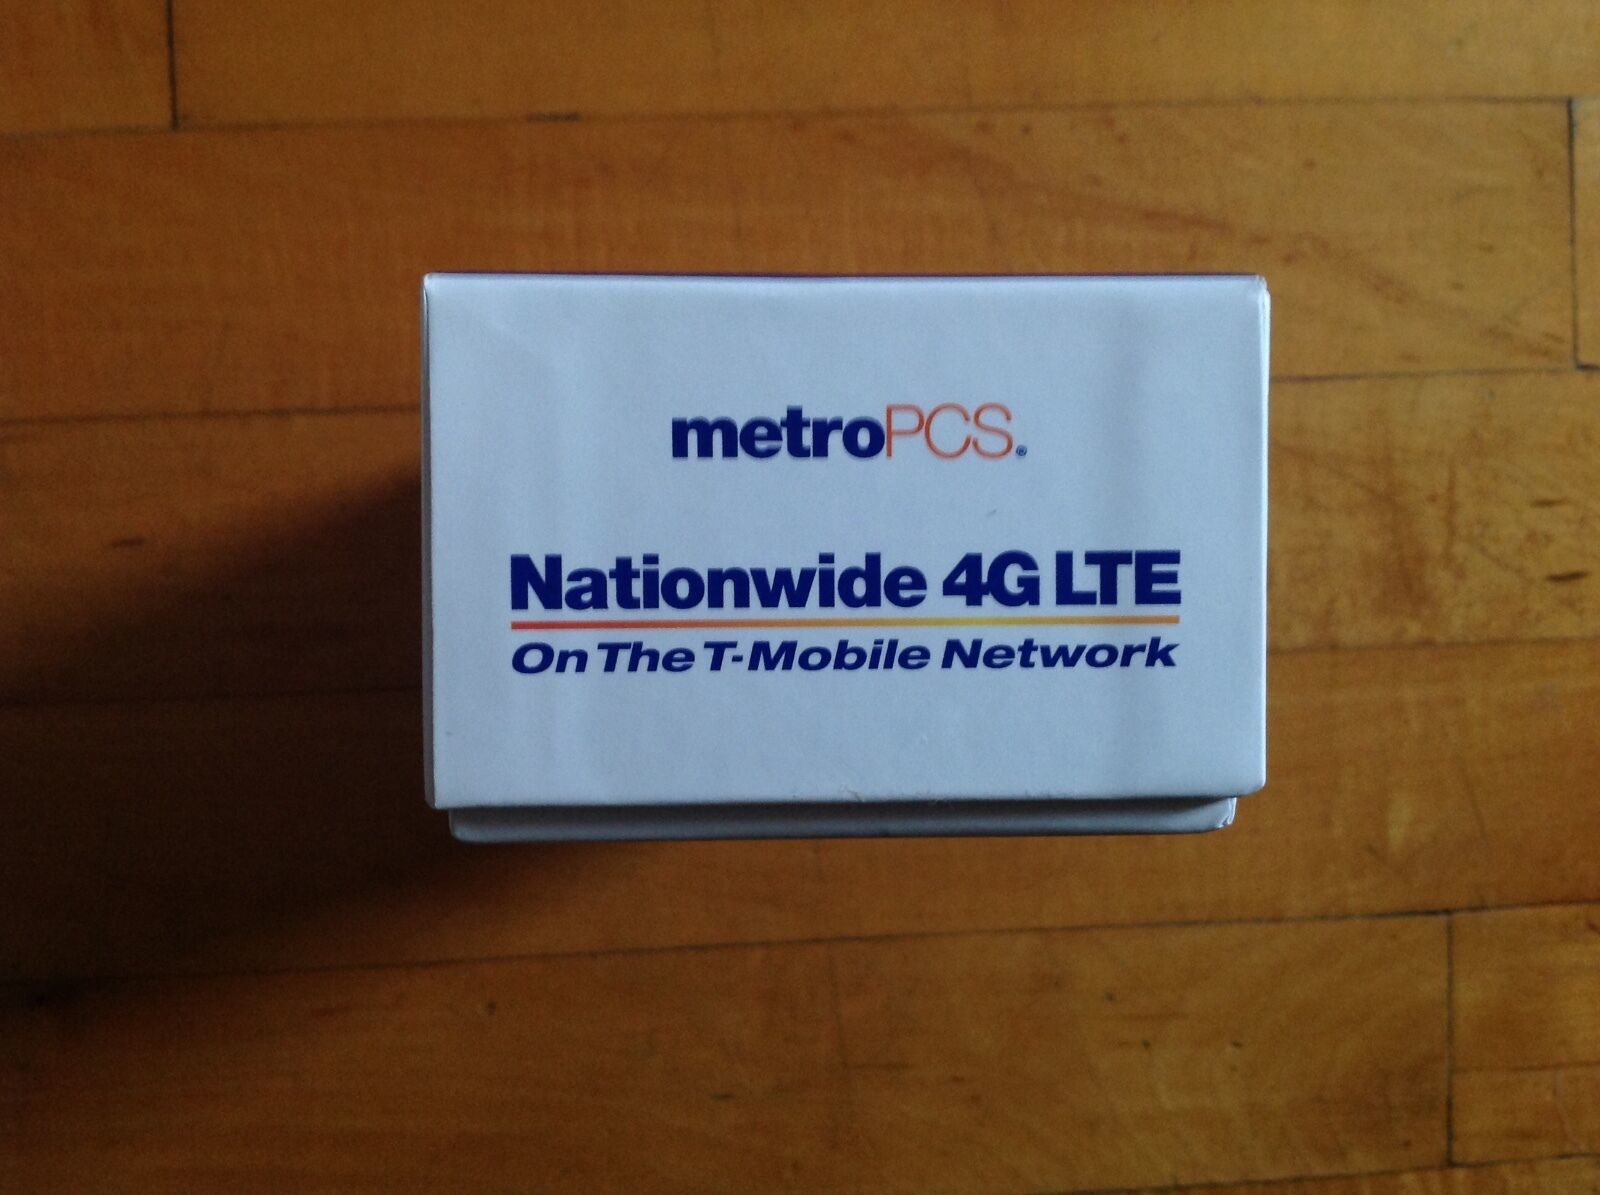 metroPCS®
Nationwide 4G LTE
On The T-Mobile Network